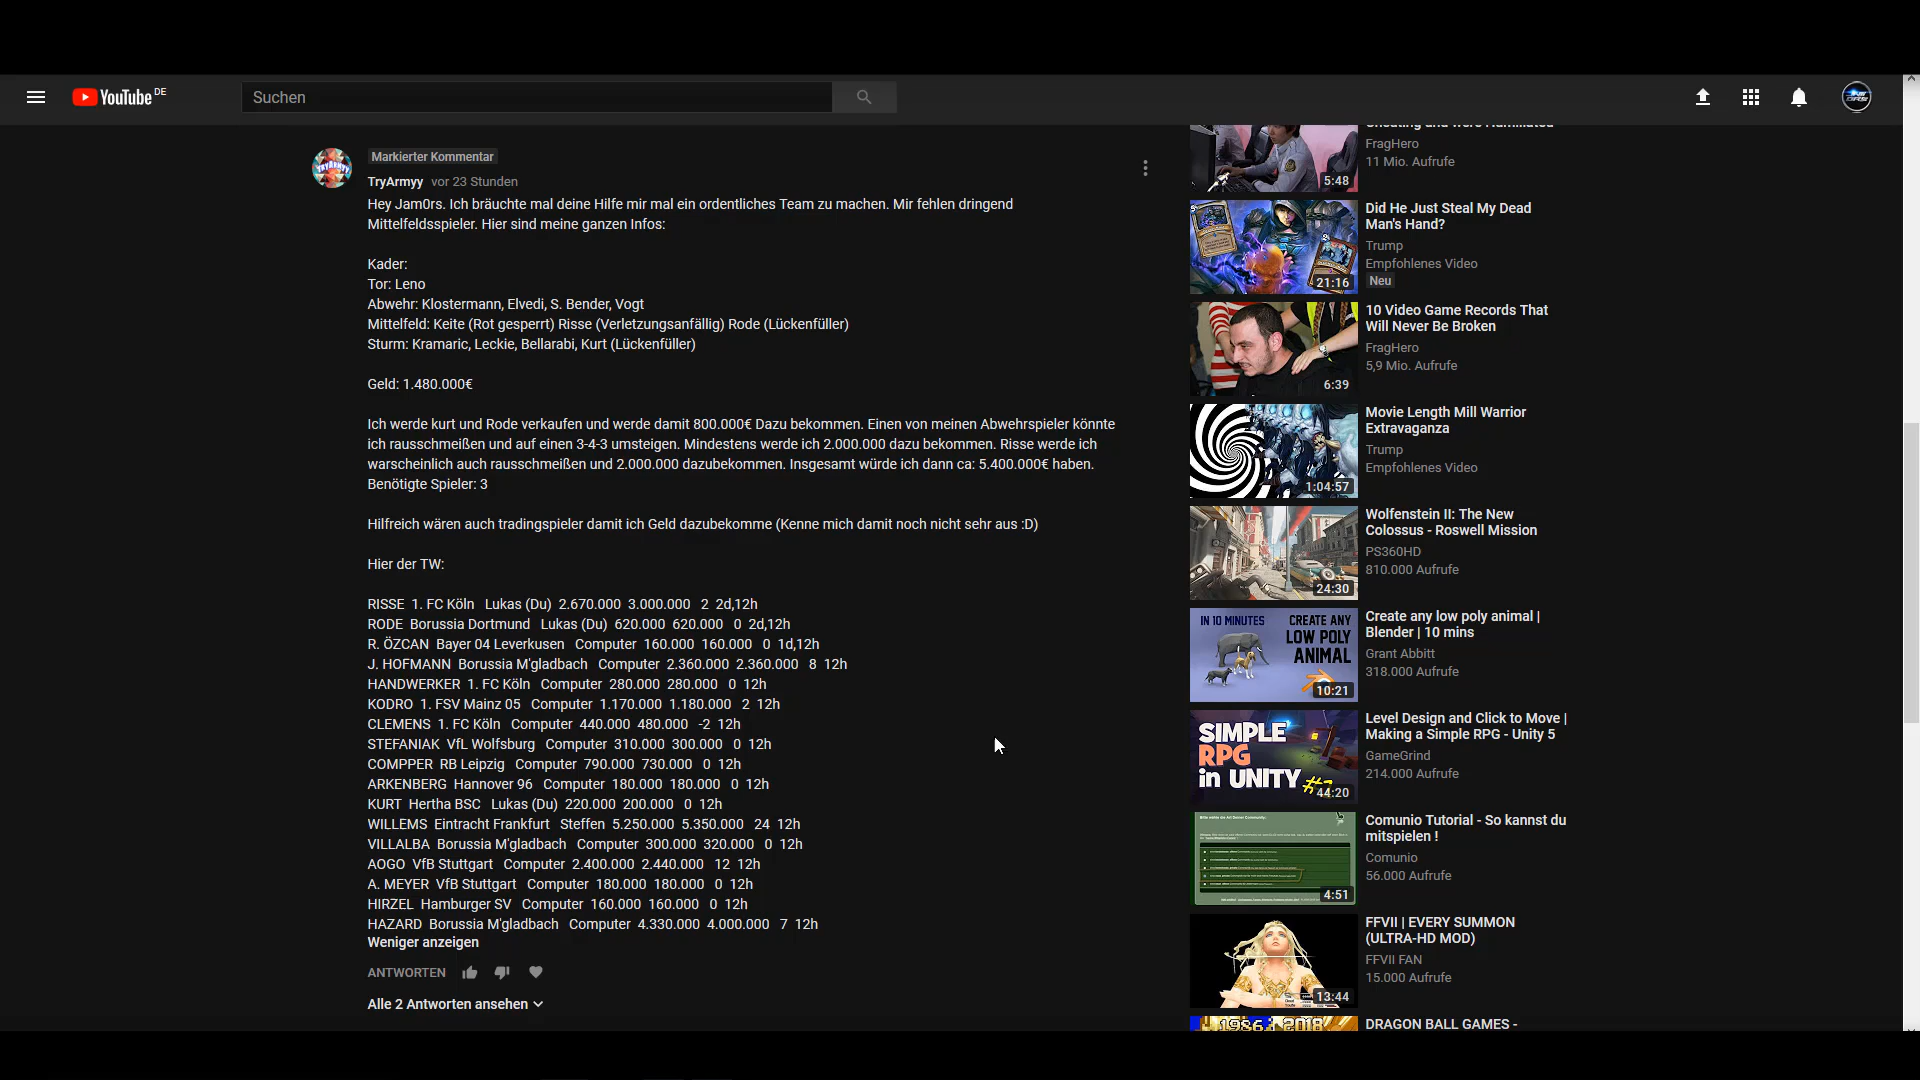 YouTube DE
Suchen
Markierter Kommentar
TryArmyy vor 23 Stunden
Hey Jam0rs. Ich bräuchte mal deine Hilfe mir mal ein ordentliches Team zu machen. Mir fehlen dringend
Mittelfeldsspieler. Hier sind meine ganzen Infos:
Kader:
Tor: Leno
Abwehr: Klostermann, Elvedi, S. Bender, Vogt
Mittelfeld: Keite (Rot gesperrt) Risse (Verletzungsanfällig) Rode (Lückenfüller)
Sturm: Kramaric, Leckie, Bellarabi, Kurt (Lückenfüller)
Geld: 1.480.000€
Ich werde kurt und Rode verkaufen und werde damit 800.000€ Dazu bekommen. Einen von meinen Abwehrspieler könnte
ich rausschmeißen und auf einen 3-4-3 umsteigen. Mindestens werde ich 2.000.000 dazu bekommen. Risse werde ich
warscheinlich auch rausschmeißen und 2.000.000 dazubekommen. Insgesamt würde ich dann ca: 5.400.000€ haben.
Benötigte Spieler: 3
Hilfreich wären auch tradingspieler damit ich Geld dazubekomme (Kenne mich damit noch nicht sehr aus :D)
Hier der TW:
RISSE 1. FC Köln Lukas (Du) 2.670.000 3.000.000 2 2d,12h
RODE Borussia Dortmund Lukas (Du) 620.000 620.000 0 2d,12h
R. ÖZCAN Bayer 04 Leverkusen Computer 160.000 160.000 0 1d,12h
J. HOFMANN Borussia M'gladbach Computer 2.360.000 2.360.000 8 12h
HANDWERKER 1. FC Köln Computer 280.000 280.000 0 12h
KODRO 1. FSV Mainz 05 Computer 1.170.000 1.180.000 2 12h
CLEMENS 1. FC Köln Computer 440.000 480.000 -2 12h
STEFANIAK VfL Wolfsburg Computer 310.000 300.000 0 12h
COMPPER RB Leipzig Computer 790.000 730.000 0 12h
ARKENBERG Hannover 96 Computer 180.000 180.000 0 12h
KURT Hertha BSC Lukas (Du) 220.000 200.000 0 12h
WILLEMS Eintracht Frankfurt Steffen 5.250.000 5.350.000 24 12h
VILLALBA Borussia M'gladbach Computer 300.000 320.000 0 12h
AOGO VfB Stuttgart Computer 2.400.000 2.440.000 12 12h
A. MEYER VfB Stuttgart Computer 180.000 180.000 0 12h
HIRZEL Hamburger SV Computer 160.000 160.000 0 12h
HAZARD Borussia M'gladbach Computer 4.330.000 4.000.000 7 12h
Weniger anzeigen
ANTWORTEN
Alle 2 Antworten ansehen
FragHero
11 Mio. Aufrufe
5:48
Did He Just Steal My Dead
Man's Hand?
Trump
Empfohlenes Video
Neu
21:16
10 Video Game Records That
Will Never Be Broken
FragHero
5,9 Mio. Aufrufe
6:39
Movie Length Mill Warrior
Extravaganza
Trump
Empfohlenes Video
1:04:57
Wolfenstein II: The New
Colossus - Roswell Mission
PS360HD
810.000 Aufrufe
24:30
IN 10 MINUTES
CREATE ANY
LOW POLY
ANIMAL
10:21
Create any low poly animal |
Blender | 10 mins
Grant Abbitt
318.000 Aufrufe
SIMPLE
RPG
in UNITY
44:20
Level Design and Click to Move |
Making a Simple RPG - Unity 5
GameGrind
214.000 Aufrufe
4:51
Comunio Tutorial - So kannst du
mitspielen !
Comunio
56.000 Aufrufe
13:44
FFVII | EVERY SUMMON
(ULTRA-HD MOD)
FFVII FAN
15.000 Aufrufe
1986 2018
DRAGON BALL GAMES -